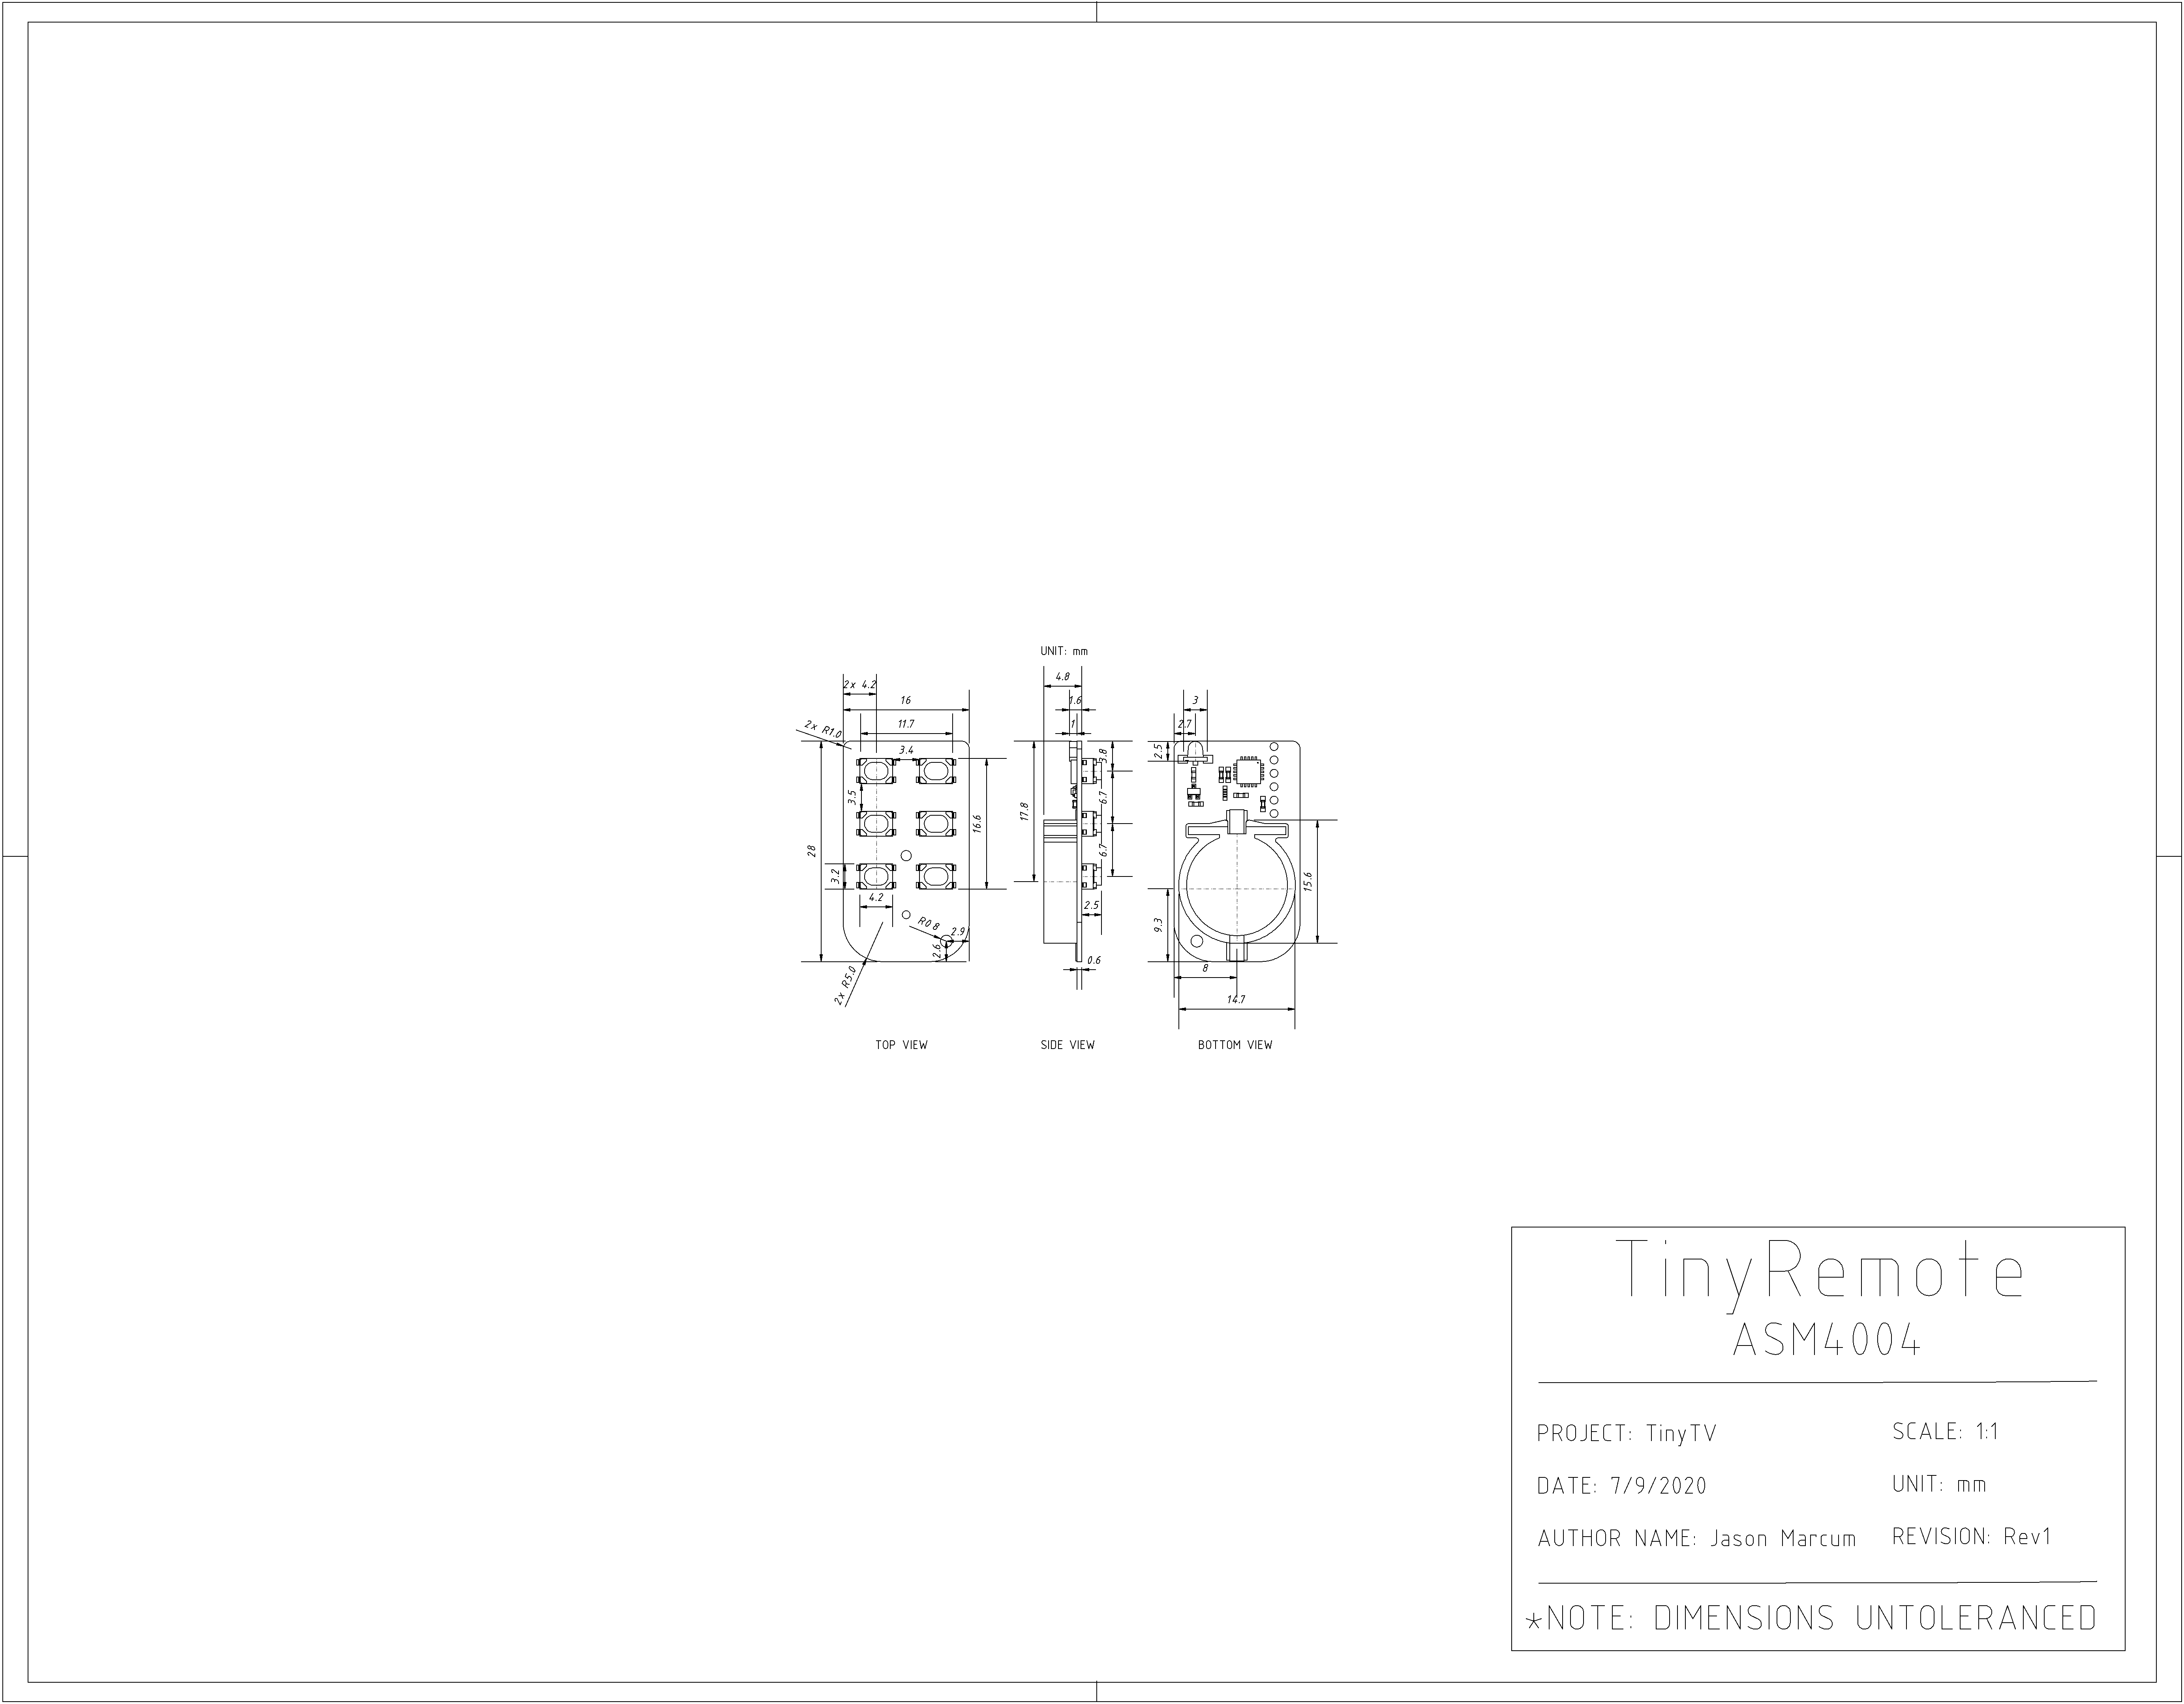 UNIT: mm
2x 4.2
16
11.7
2x R1.0
3.4
3.5
28
16.6
3.2
4.2
R0 8
2.9
2.6
2x R5.0
4.8
1.6
1
3.8
6.7
17.8
6.7
2.5
0.6
3
2.7
2.5
15.6
9.3
8
14.7
TOP VIEW
SIDE VIEW
BOTTOM VIEW
TinyRemote
ASM4004
PROJECT: TinyTV
SCALE: 1:1
DATE: 7/9/2020
UNIT: mm
AUTHOR NAME: Jason Marcum
REVISION: Rev1
*NOTE: DIMENSIONS UNTOLERANCED